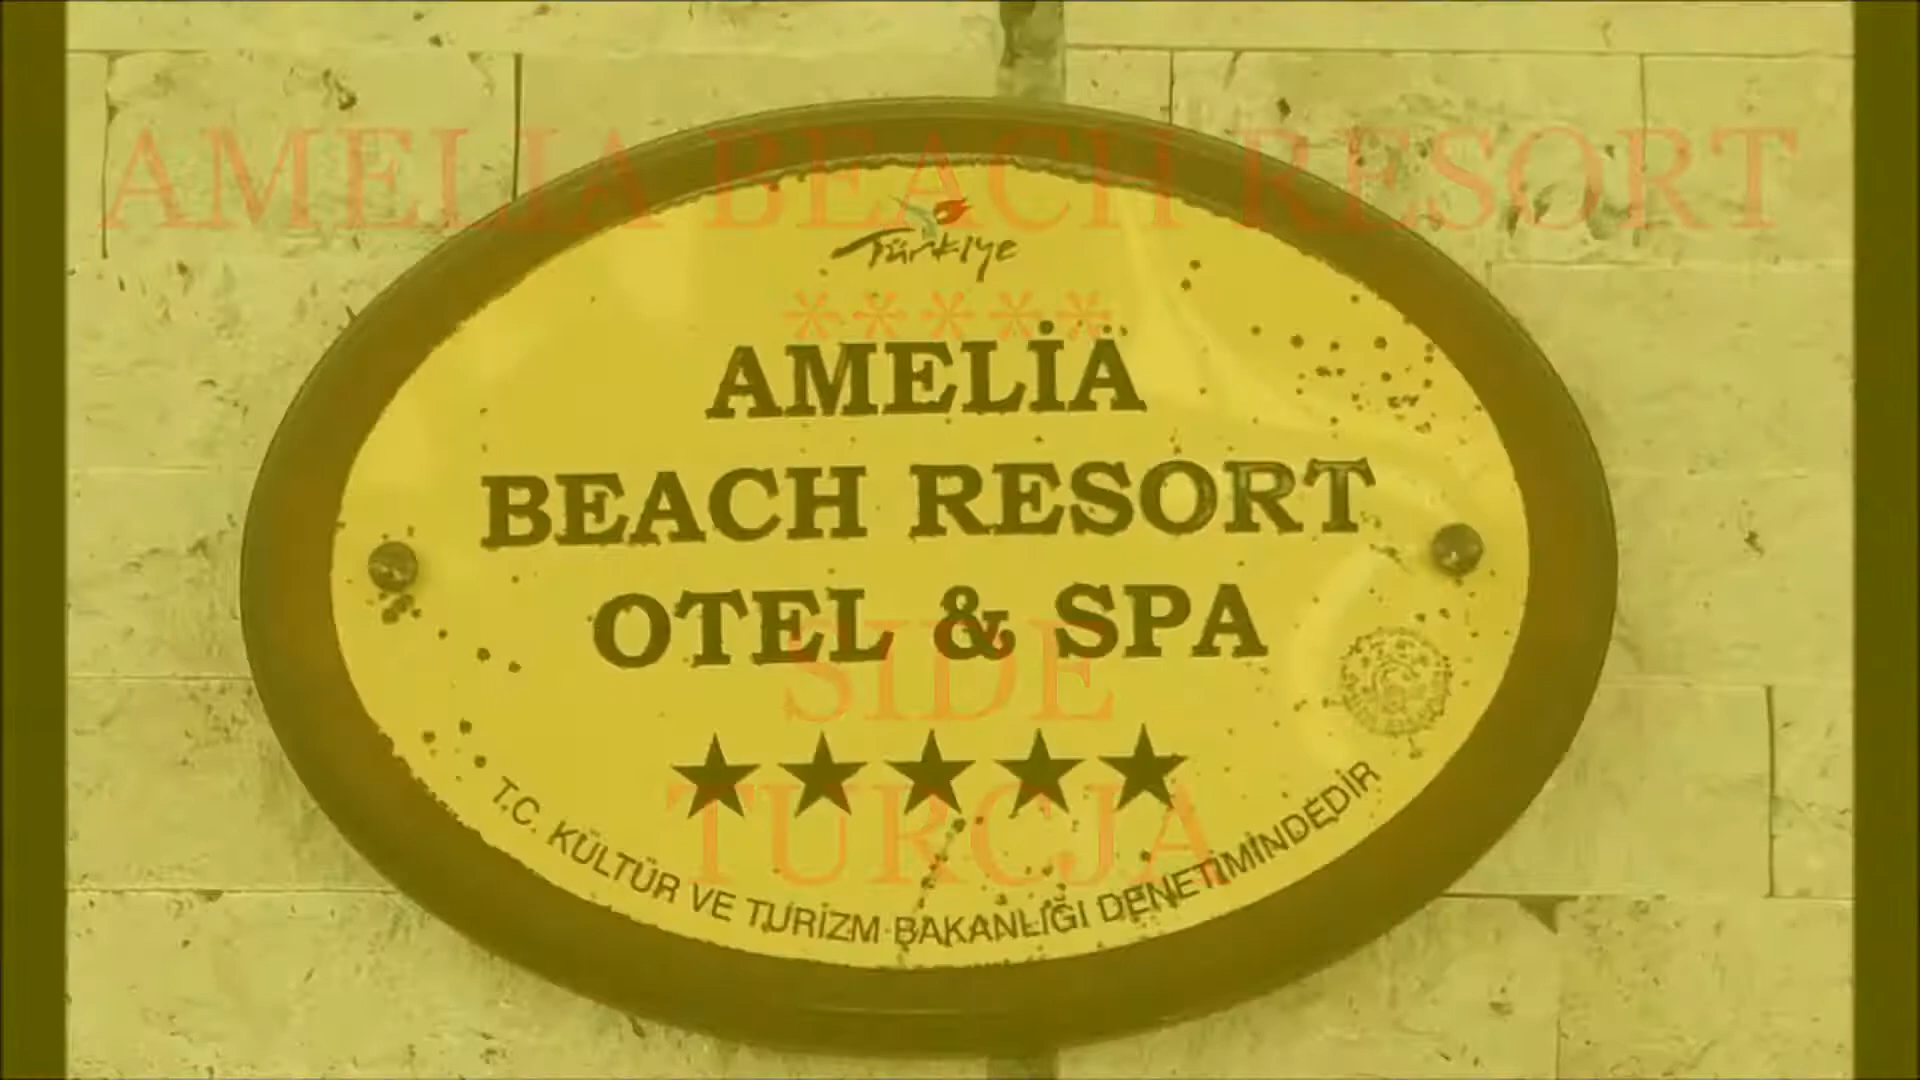 AMELIA BEACH RESORT
Türkiye
*****
AMELİA
BEACH RESORT
OTEL & SPA
SIDE
★★★★★
TURCJA
T.C. KÜLTÜR VE TURİZM BAKANLIĞI DENETİMİNDEDİR